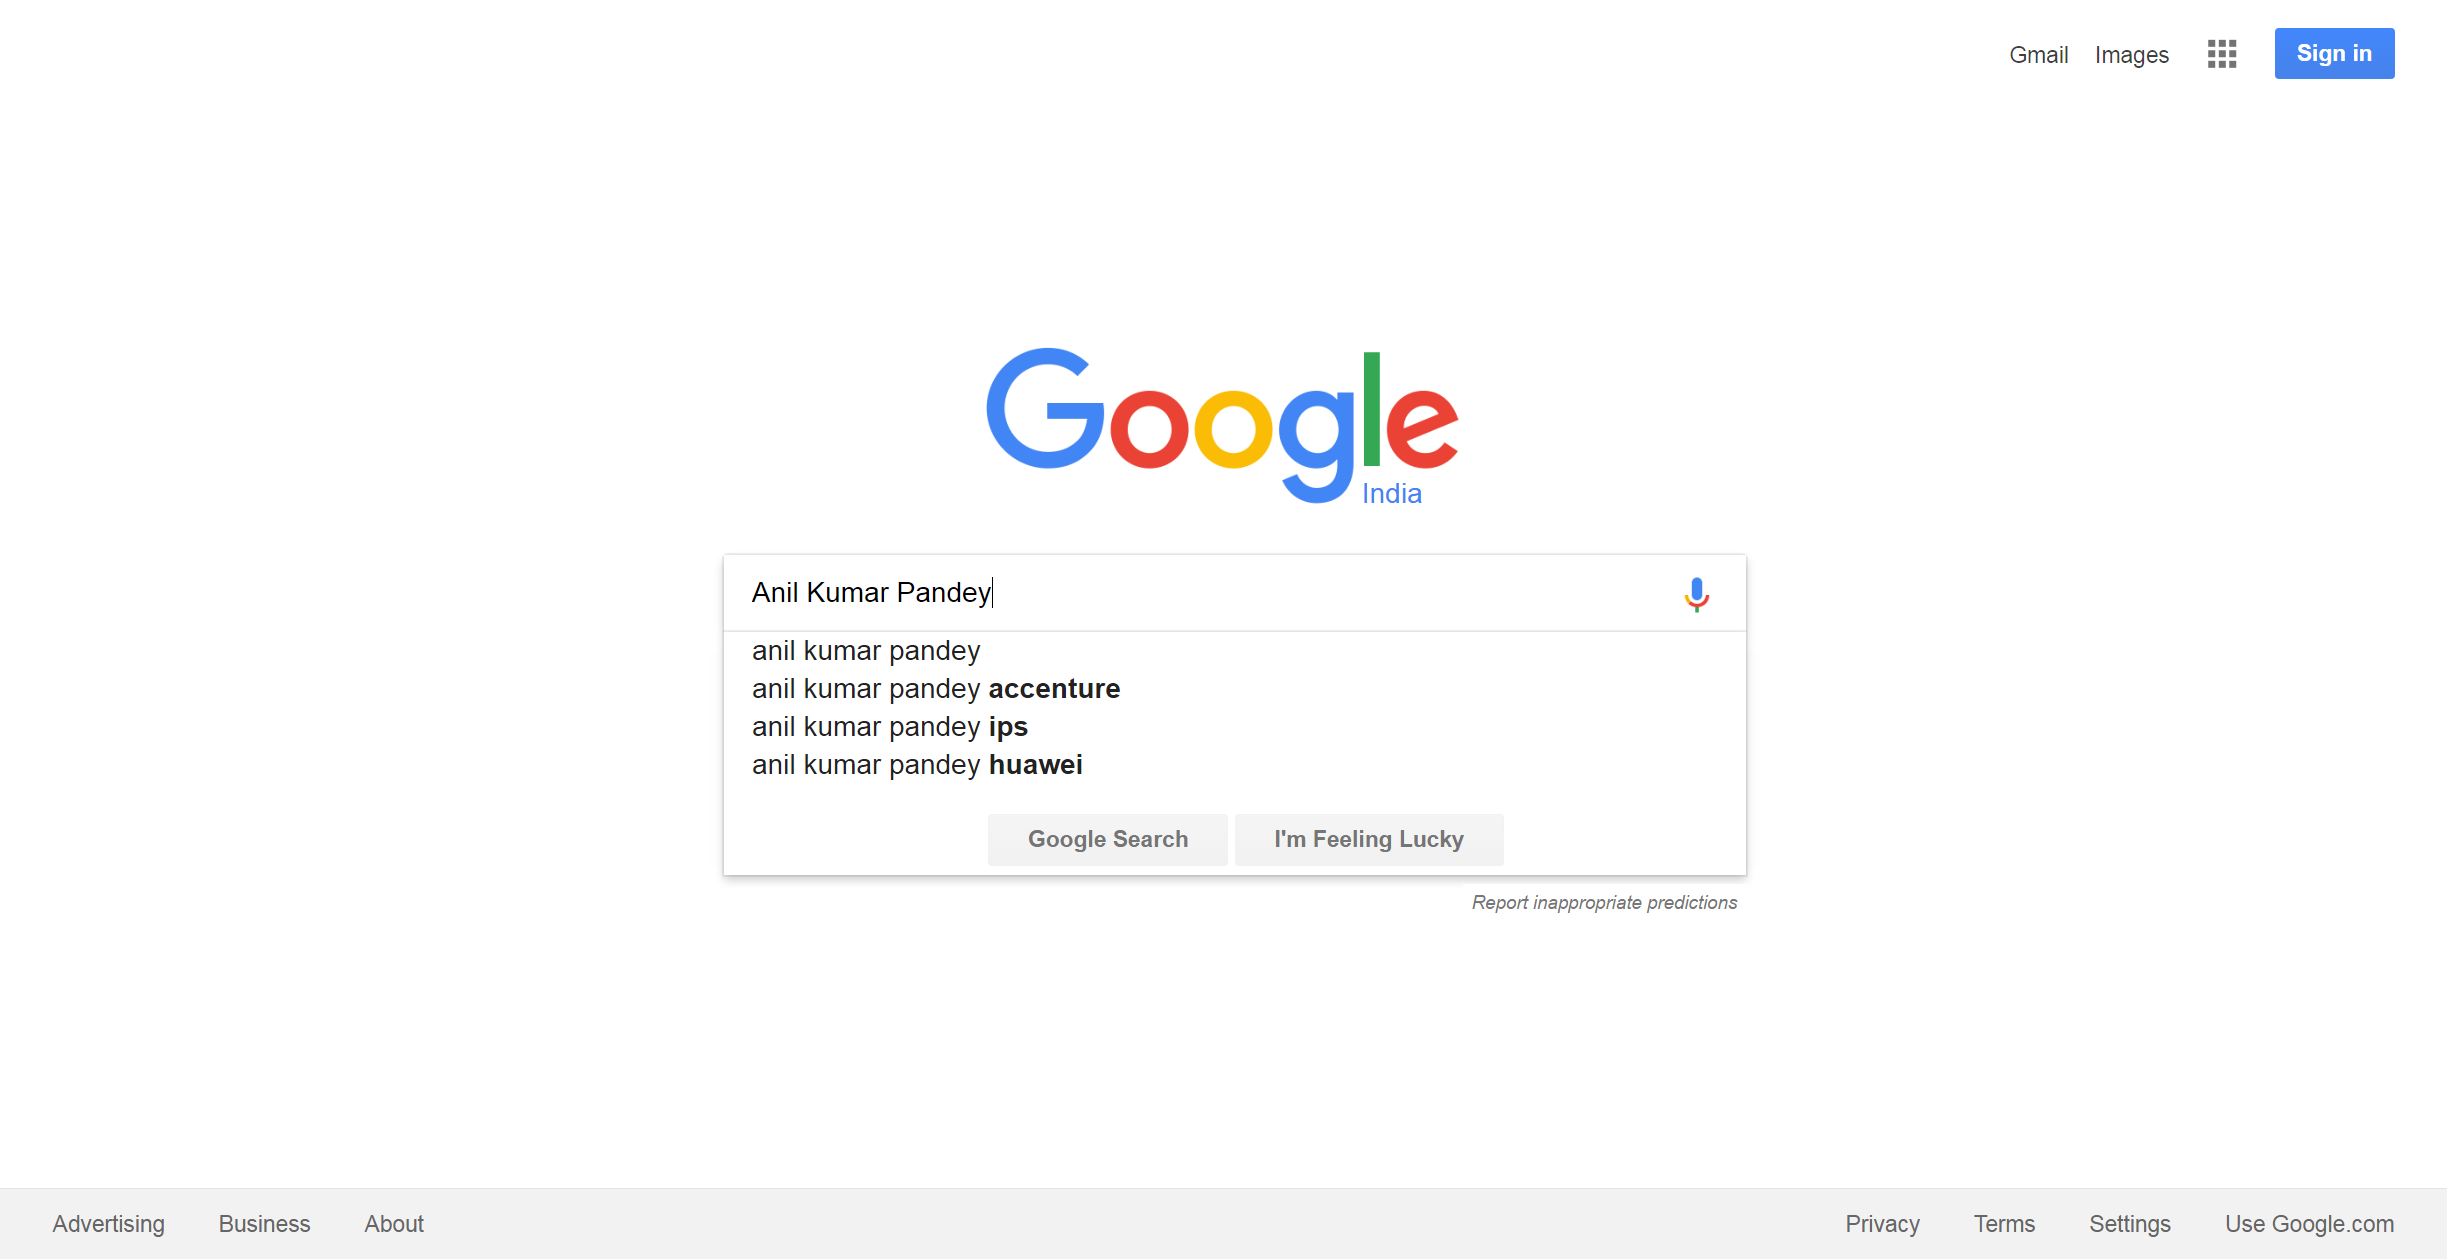 Gmail Images Sign in
Google
India
Anil Kumar Pandey
anil kumar pandey
anil kumar pandey accenture
anil kumar pandey ips
anil kumar pandey huawei
Google Search I'm Feeling Lucky
Report inappropriate predictions
Advertising Business About Privacy Terms Settings Use Google.com